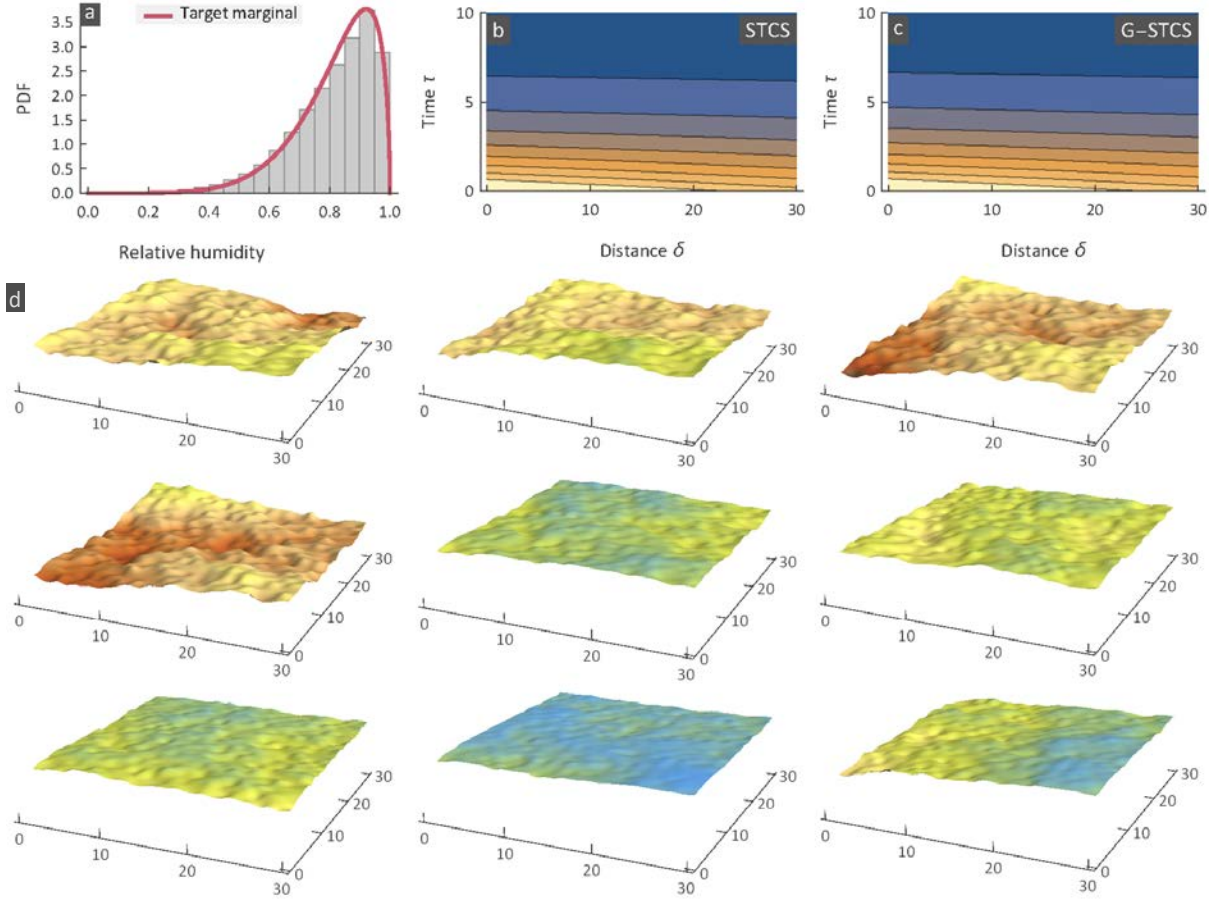 a
Target marginal
3.5
3.0
2.5
2.0
1.5
1.0
0.5
0.0
PDF
0.0 0.2 0.4 0.6 0.8 1.0
Relative humidity
b
STCS
10
5
0
Time τ
0 10 20 30
Distance δ
c
G−STCS
10
5
0
Time τ
0 10 20 30
Distance δ
d
0 10 20 30 0 10 20 30
0 10 20 30 0 10 20 30
0 10 20 30 0 10 20 30
0 10 20 30 0 10 20 30
0 10 20 30 0 10 20 30
0 10 20 30 0 10 20 30
0 10 20 30 0 10 20 30
0 10 20 30 0 10 20 30
0 10 20 30 0 10 20 30